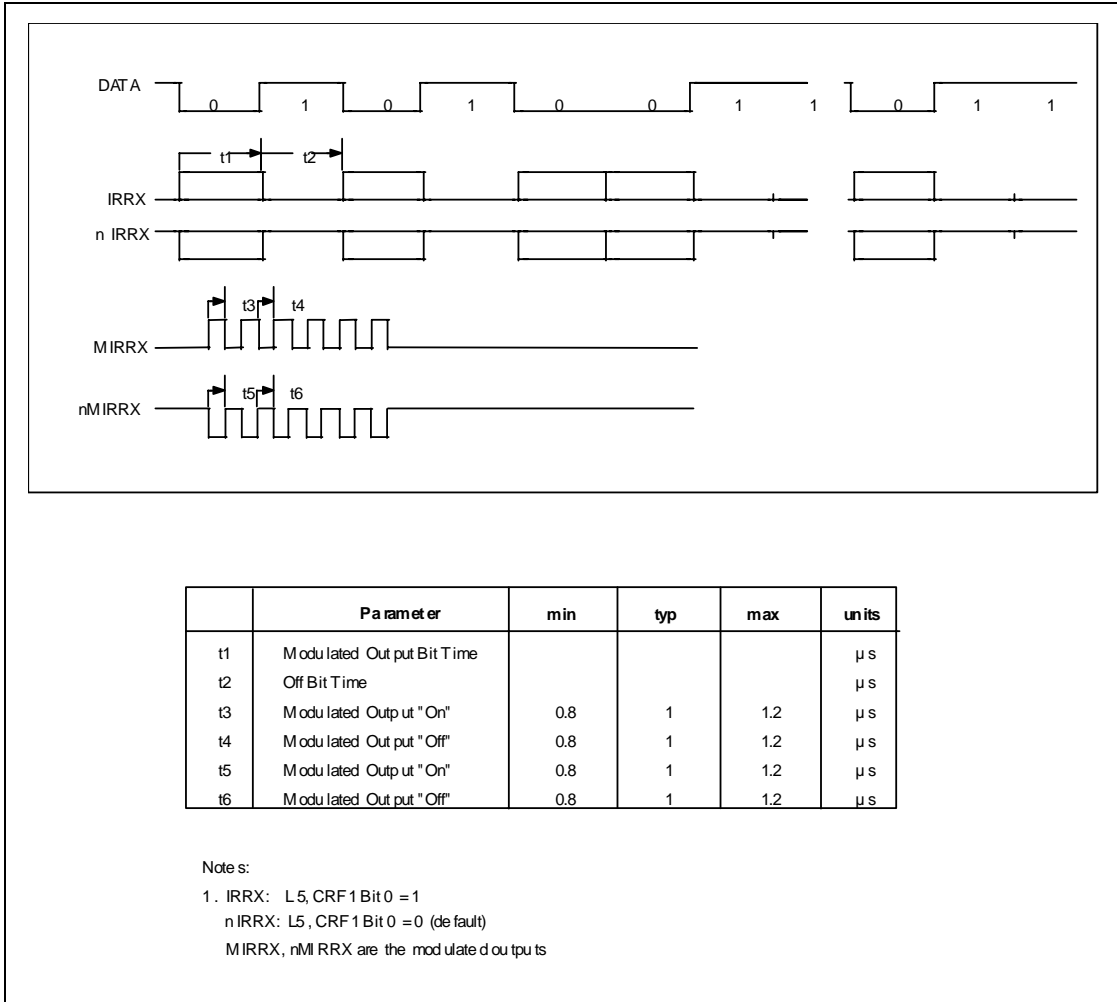 DATA 0 1 0 1 0 0 1 1 0 1 1
t1 t2
IRRX
n IRRX
t3 t4
MIRRX
t5 t6
nMIRRX
Parameter min typ max units
t1 Modulated Output Bit Time µs
t2 Off Bit Time µs
t3 Modulated Output "On" 0.8 1 1.2 µs
t4 Modulated Output "Off" 0.8 1 1.2 µs
t5 Modulated Output "On" 0.8 1 1.2 µs
t6 Modulated Output "Off" 0.8 1 1.2 µs
Notes:
1. IRRX: L5, CRF1 Bit 0 = 1
nIRRX: L5, CRF1 Bit 0 = 0 (default)
MIRRX, nMIRRX are the modulated outputs